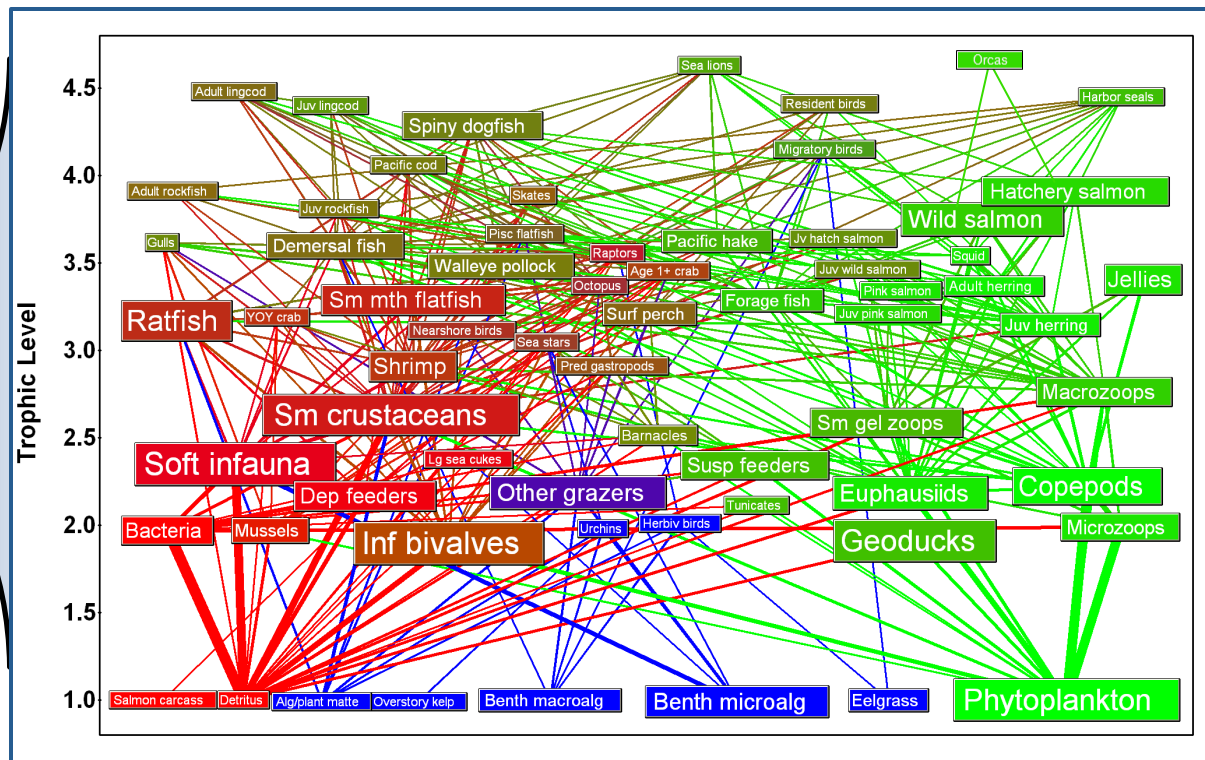 Trophic Level
4.5
4.0
3.5
3.0
2.5
2.0
1.5
1.0
Sea lions
Orcas
Adult lingcod
Juv lingcod
Resident birds
Harbor seals
Spiny dogfish
Migratory birds
Pacific cod
Adult rockfish
Skates
Hatchery salmon
Juv rockfish
Wild salmon
Gulls
Demersal fish
Pisc flatfish
Pacific hake
Jv hatch salmon
Raptors
Squid
Walleye pollock
Age 1+ crab
Juv wild salmon
Jellies
Octopus
Pink salmon
Adult herring
Sm mth flatfish
Forage fish
Ratfish
YOY crab
Surf perch
Juv pink salmon
Juv herring
Nearshore birds
Sea stars
Shrimp
Pred gastropods
Macrozoops
Sm crustaceans
Sm gel zoops
Barnacles
Soft infauna
Lg sea cukes
Susp feeders
Dep feeders
Other grazers
Euphausiids
Copepods
Tunicates
Bacteria
Mussels
Inf bivalves
Urchins
Herbiv birds
Geoducks
Microzoops
Salmon carcass
Detritus
Alg/plant matte
Overstory kelp
Benth macroalg
Benth microalg
Eelgrass
Phytoplankton